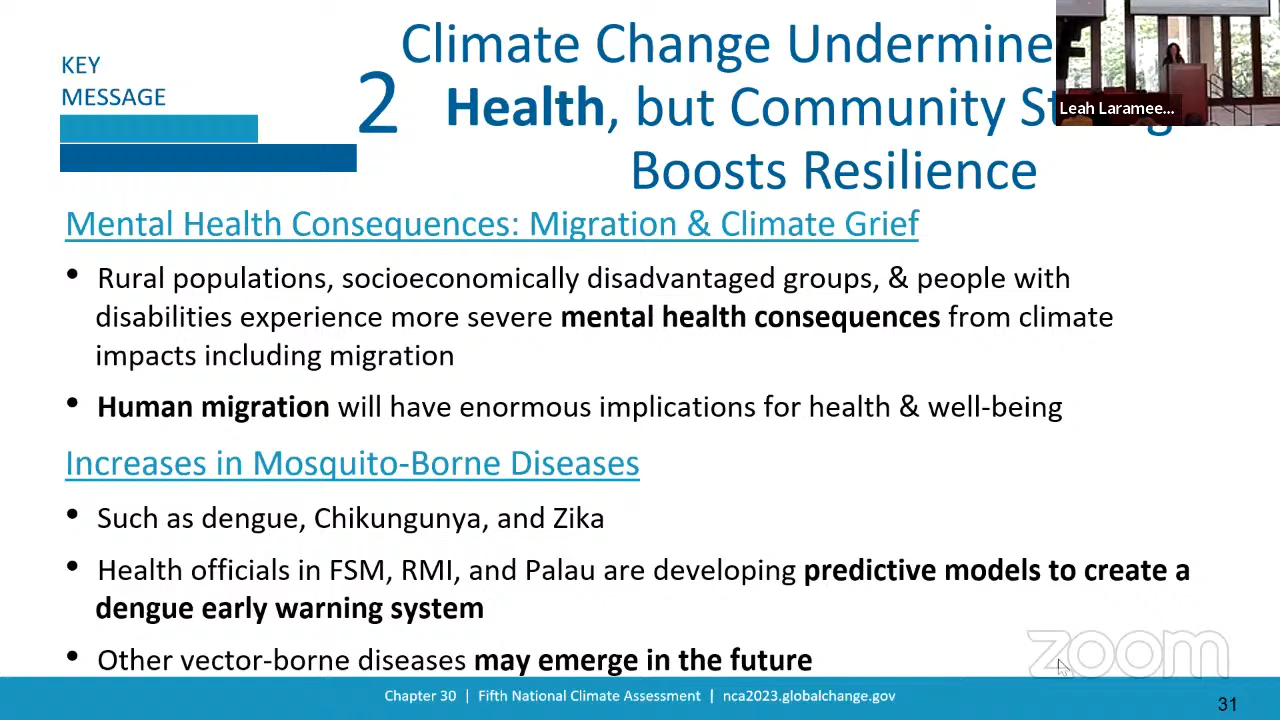 KEY
MESSAGE
2
Climate Change Undermine
Health, but Community
Boosts Resilience
Leah Laramee...
Mental Health Consequences: Migration & Climate Grief
• Rural populations, socioeconomically disadvantaged groups, & people with
disabilities experience more severe mental health consequences from climate
impacts including migration
• Human migration will have enormous implications for health & well-being
Increases in Mosquito-Borne Diseases
• Such as dengue, Chikungunya, and Zika
• Health officials in FSM, RMI, and Palau are developing predictive models to create a
dengue early warning system
• Other vector-borne diseases may emerge in the future
zoom
Chapter 30 | Fifth National Climate Assessment | nca2023.globalchange.gov
31